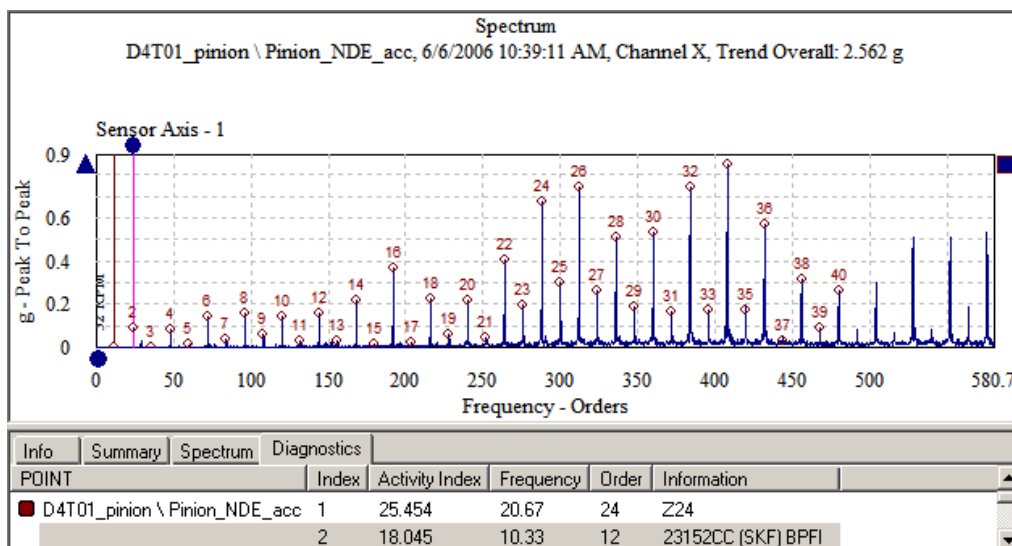 Spectrum
D4T01_pinion \ Pinion_NDE_acc, 6/6/2006 10:39:11 AM, Channel X, Trend Overall: 2.562 g
Sensor Axis - 1
g - Peak To Peak
0.9
0.6
0.4
0.2
0
2 3 4 5 6 7 8 9 10 11 12 13 14 15 16 17 18 19 20 21 22 23 24 25 26 27 28 29 30 31 32 33 35 36 37 38 39 40
0 50 100 150 200 250 300 350 400 450 500 580.7
Frequency - Orders
Info Summary Spectrum Diagnostics
POINT Index Activity Index Frequency Order Information
D4T01_pinion \ Pinion_NDE_acc 1 25.454 20.67 24 Z24
2 18.045 10.33 12 23152CC (SKF) BPFI